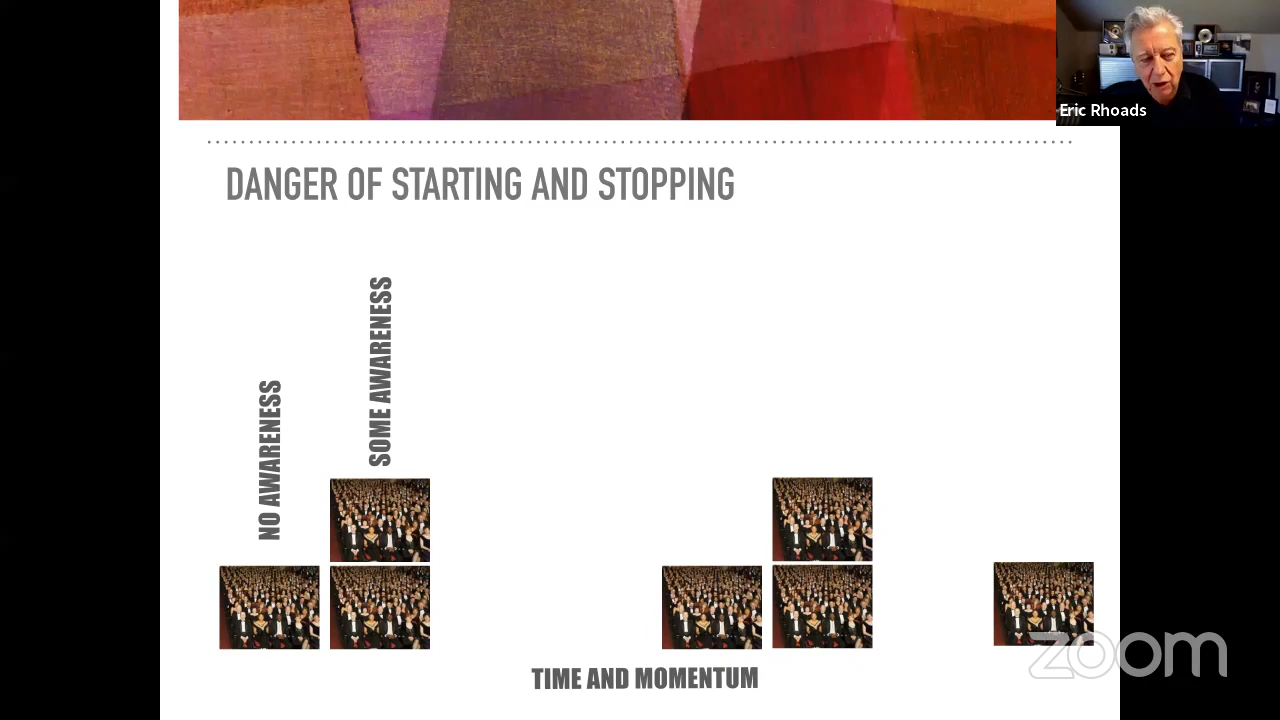 Eric Rhoads
DANGER OF STARTING AND STOPPING
NO AWARENESS
SOME AWARENESS
TIME AND MOMENTUM
zoom